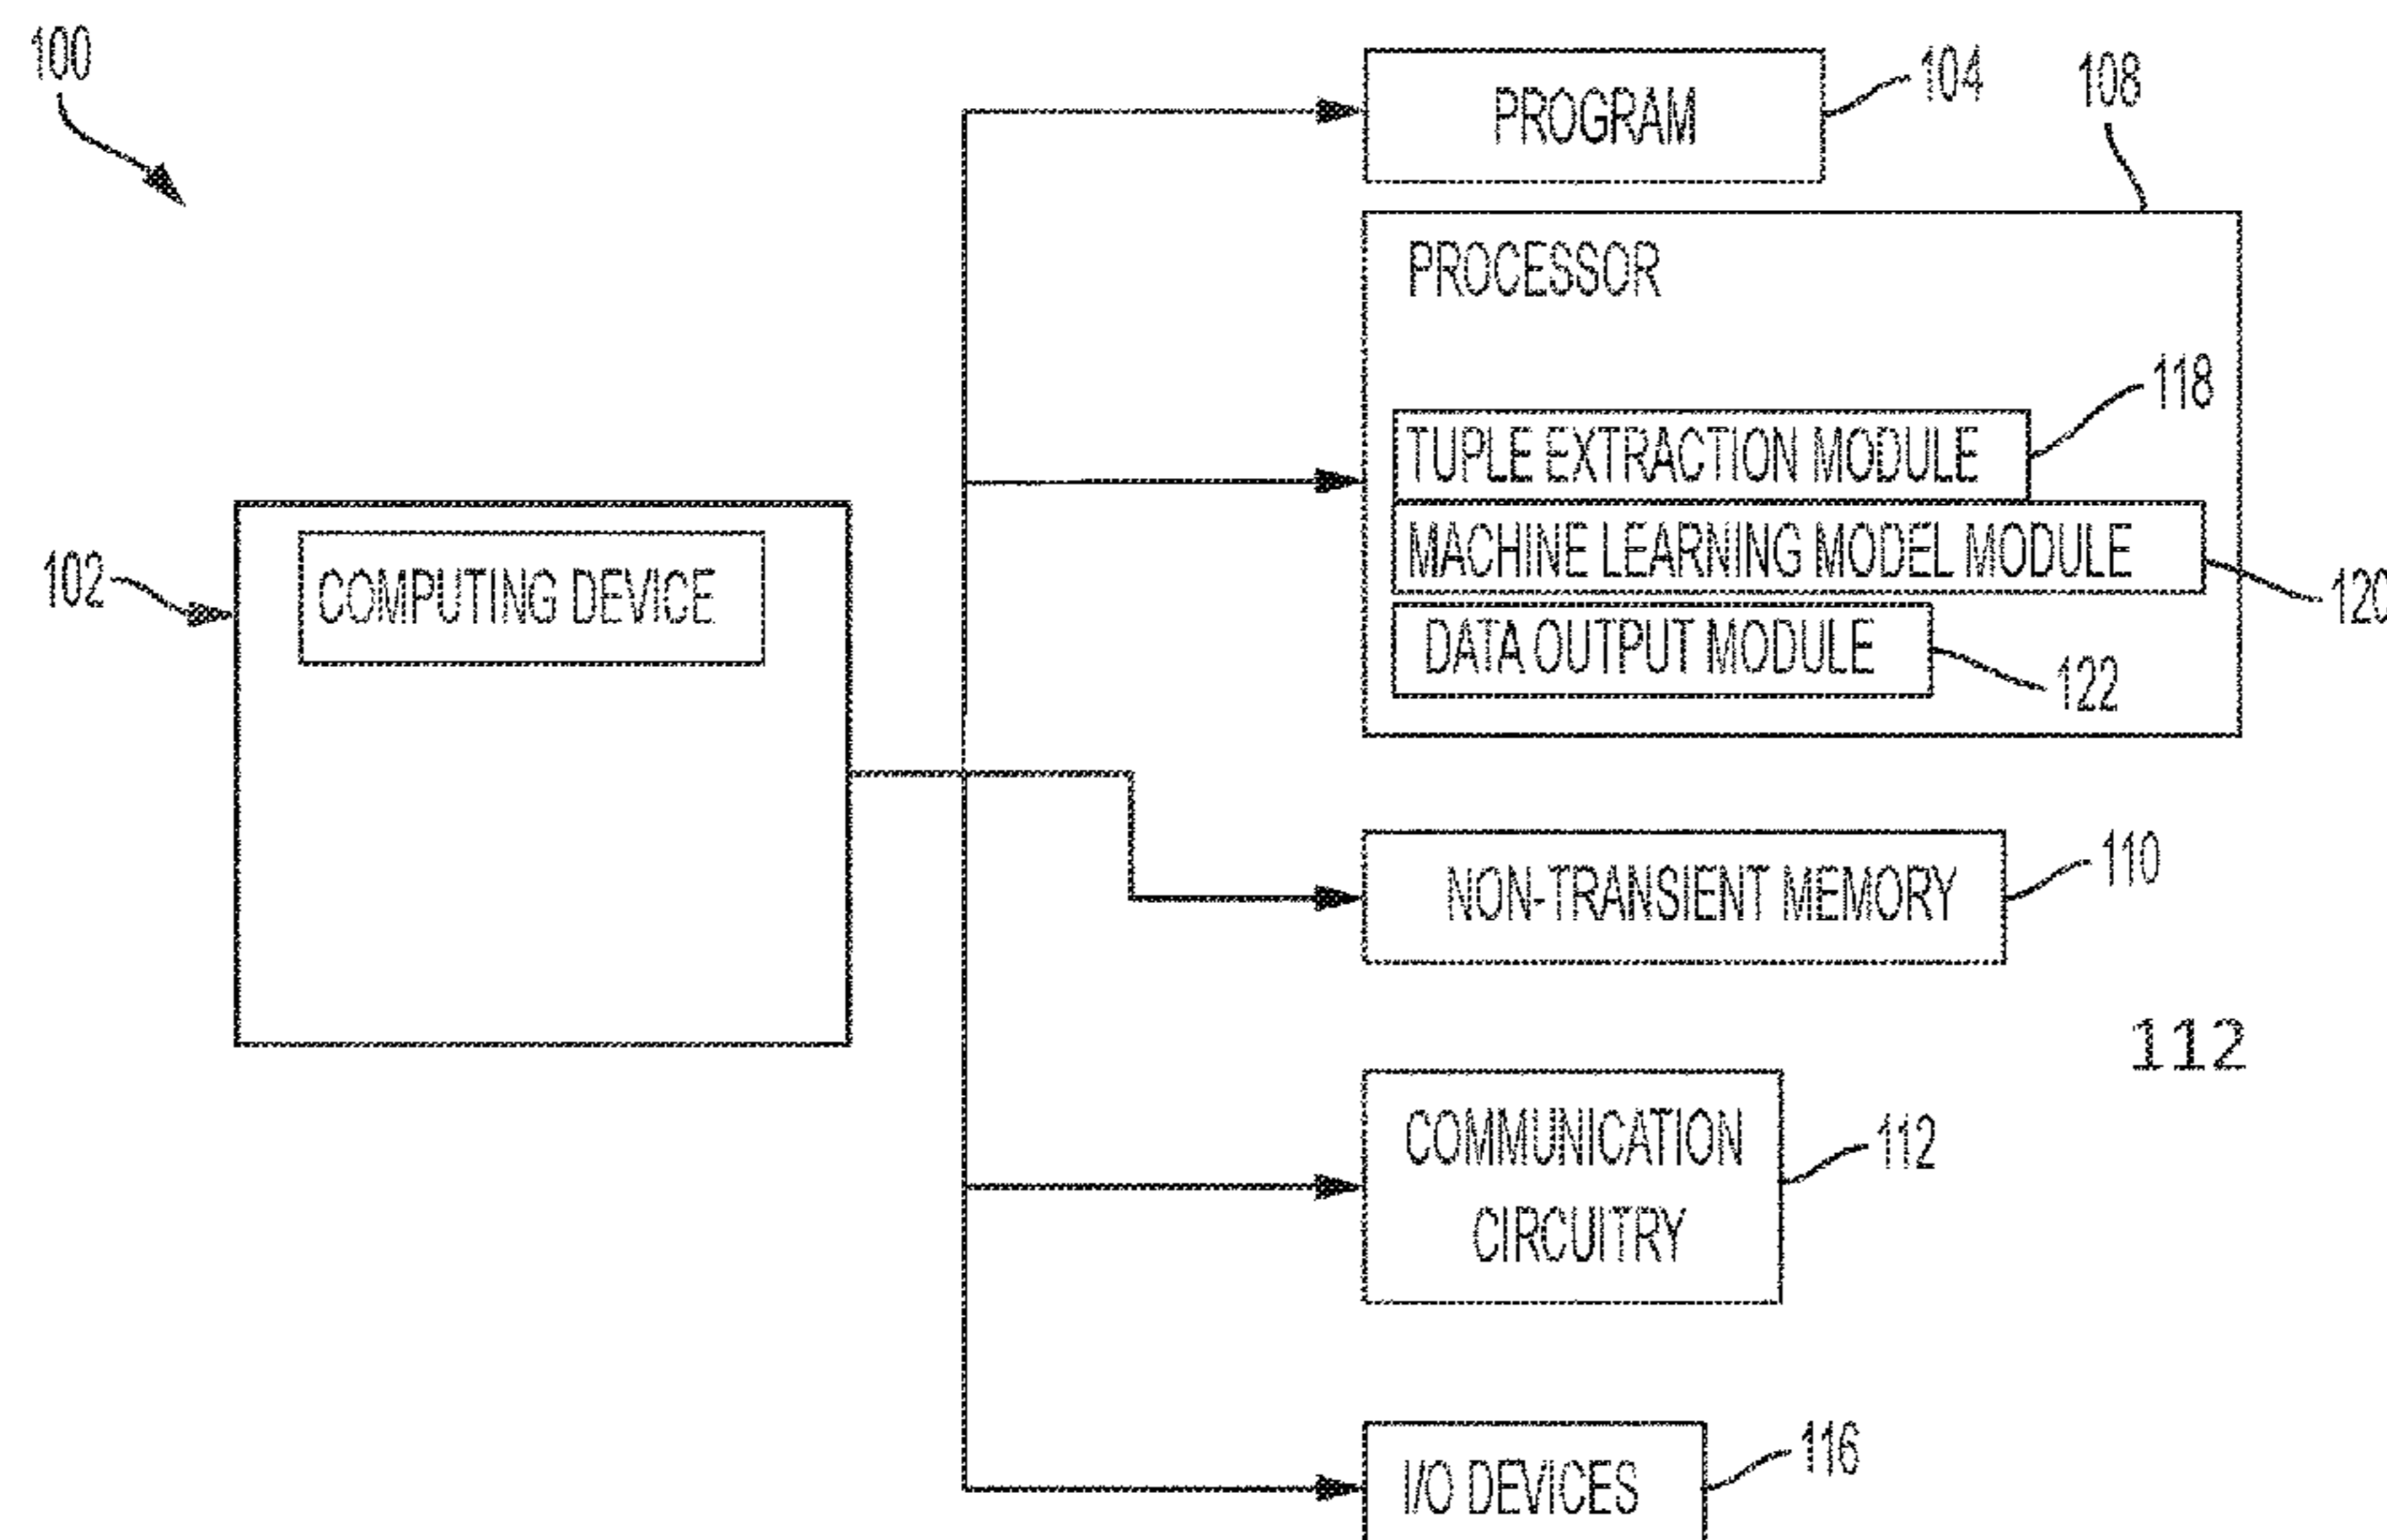 100
PROGRAM
104
108
PROCESSOR
118
TUPLE EXTRACTION MODULE
102
COMPUTING DEVICE
MACHINE LEARNING MODEL MODULE
120
DATA OUTPUT MODULE
122
NON-TRANSIENT MEMORY
110
112
COMMUNICATION
CIRCUITRY
112
I/O DEVICES
116